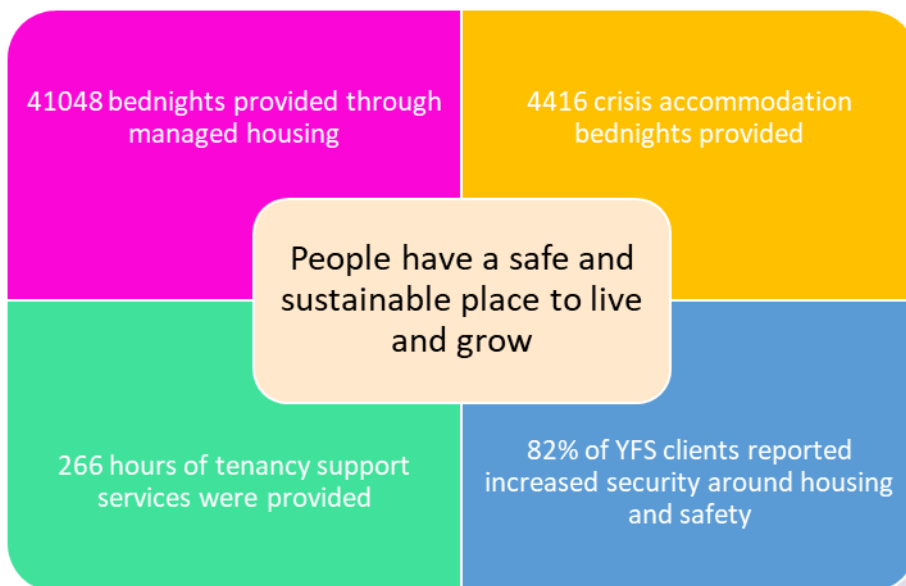 41048 bednights provided through
managed housing
4416 crisis accommodation
bednights provided
People have a safe and
sustainable place to live
and grow
266 hours of tenancy support
services were provided
82% of YFS clients reported
increased security around housing
and safety